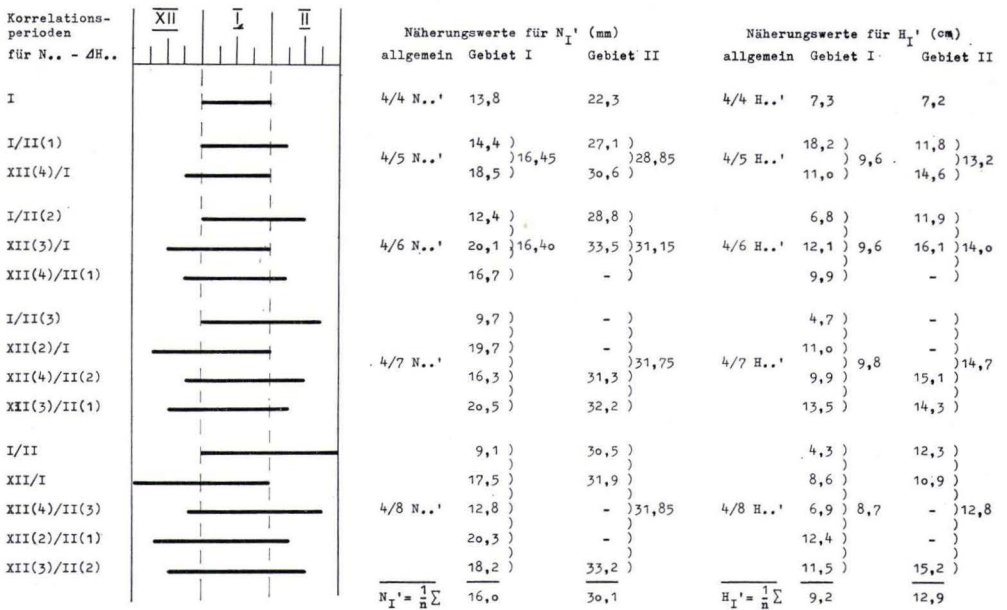 Korrelations- XII I II
perioden Näherungswerte für N_I' (mm) Näherungswerte für H_I' (cm)
für N.. - ΔH.. allgemein Gebiet I Gebiet II allgemein Gebiet I Gebiet II
I 4/4 N..' 13,8 22,3 4/4 H..' 7,3 7,2
I/II(1) 14,4 ) 27,1 ) 18,2 ) 11,8 )
4/5 N..' )16,45 )28,85 4/5 H..' ) 9,6 )13,2
XII(4)/I 18,5 ) 30,6 ) 11,0 ) 14,6 )
I/II(2) 12,4 ) 28,8 ) 6,8 ) 11,9 )
XII(3)/I 4/6 N..' 20,1 )16,40 33,5 )31,15 4/6 H..' 12,1 ) 9,6 16,1 )14,0
XII(4)/II(1) 16,7 ) - ) 9,9 ) - )
I/II(3) 9,7 ) - ) 4,7 ) - )
XII(2)/I 19,7 ) - ) 11,0 ) - )
4/7 N..' )31,75 4/7 H..' ) 9,8 )14,7
XII(4)/II(2) 16,3 ) 31,3 ) 9,9 ) 15,1 )
XII(3)/II(1) 20,5 ) 32,2 ) 13,5 ) 14,3 )
I/II 9,1 ) 30,5 ) 4,3 ) 12,3 )
XII/I 17,5 ) 31,9 ) 8,6 ) 10,9 )
XII(4)/II(3) 4/8 N..' 12,8 ) - )31,85 4/8 H..' 6,9 ) 8,7 - )12,8
XII(2)/II(1) 20,3 ) - ) 12,4 ) - )
XII(3)/II(2) 18,2 ) 33,2 ) 11,5 ) 15,2 )
N_I' = 1/n Σ 16,0 30,1 H_I' = 1/n Σ 9,2 12,9